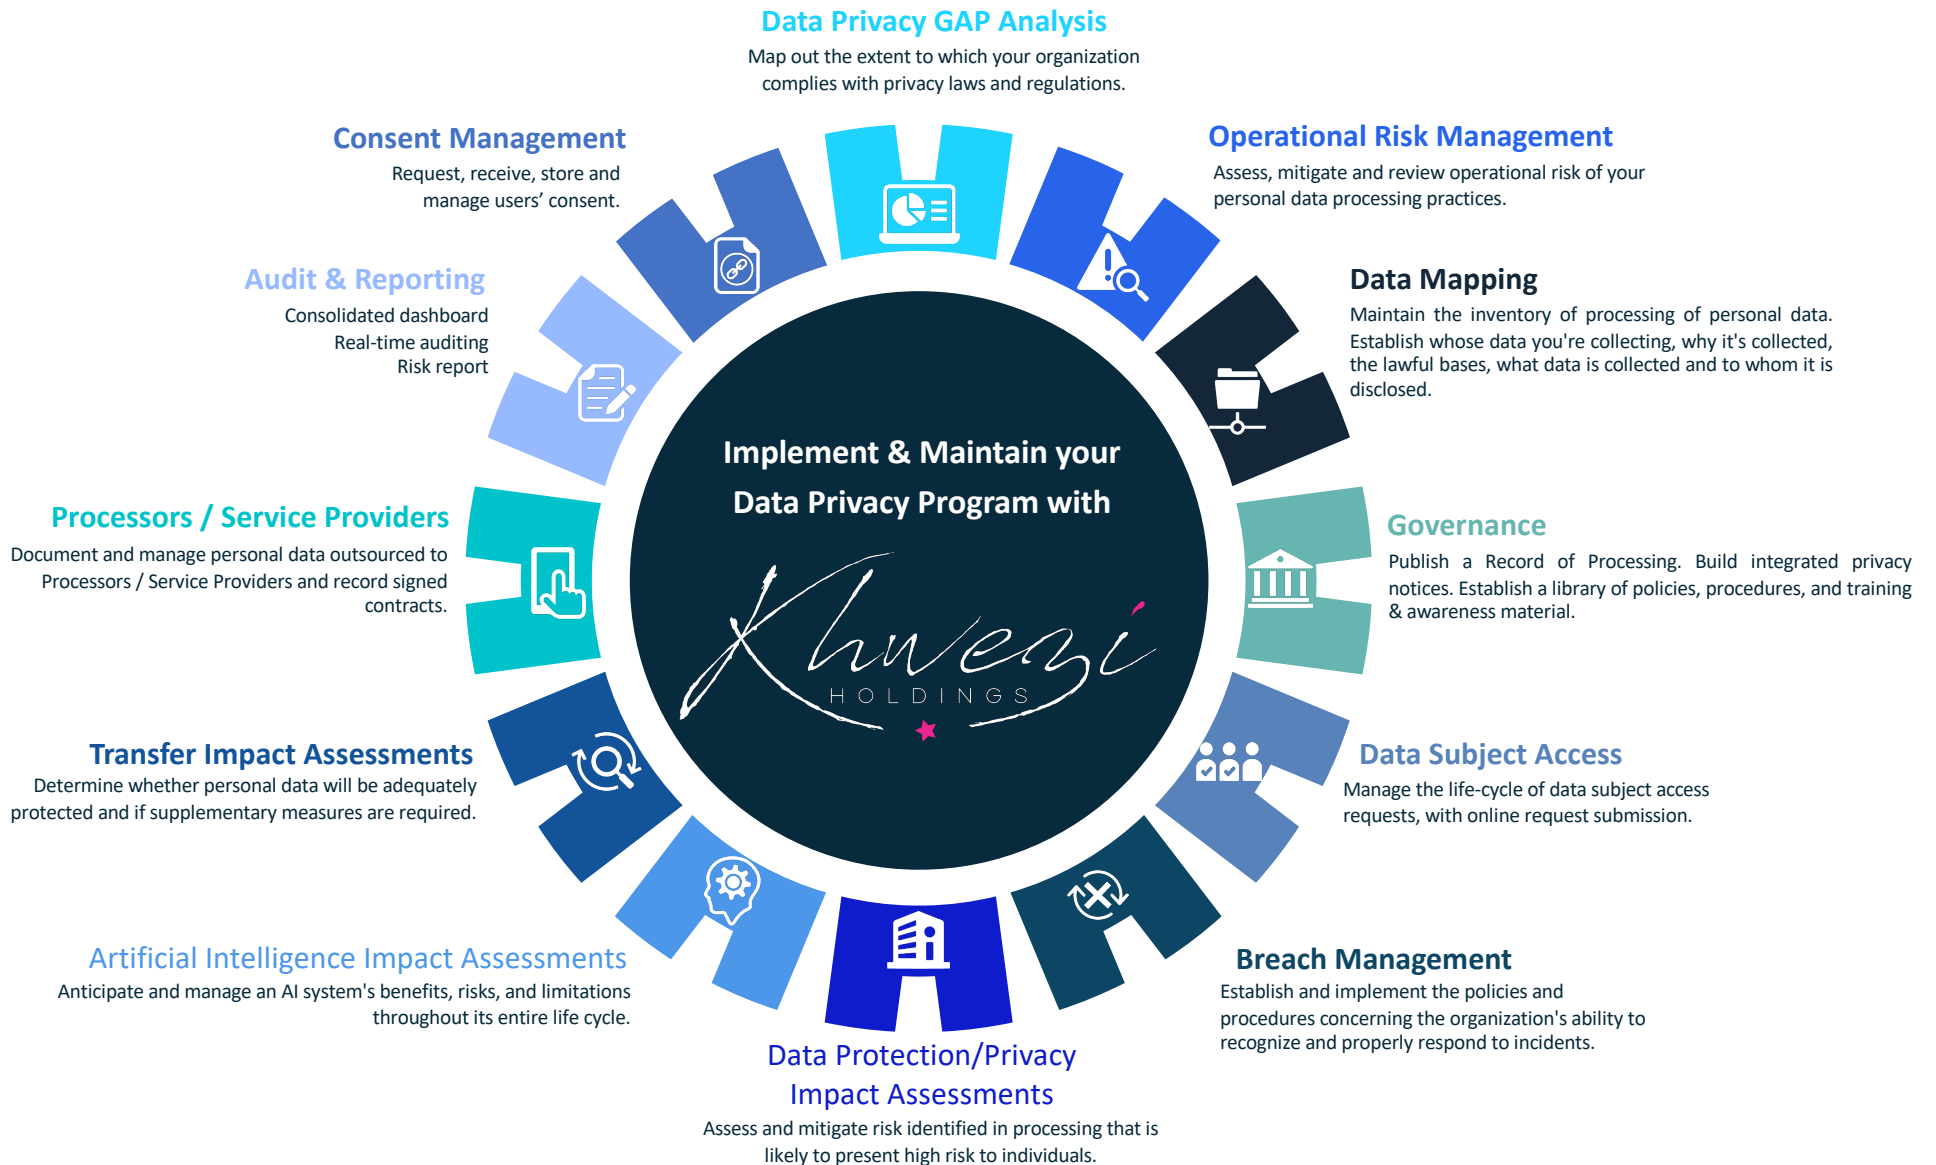 Data Privacy GAP Analysis
Map out the extent to which your organization
complies with privacy laws and regulations.
Operational Risk Management
Assess, mitigate and review operational risk of your
personal data processing practices.
Data Mapping
Maintain the inventory of processing of personal data.
Establish whose data you're collecting, why it's collected,
the lawful bases, what data is collected and to whom it is
disclosed.
Governance
Publish a Record of Processing. Build integrated privacy
notices. Establish a library of policies, procedures, and training
& awareness material.
Data Subject Access
Manage the life-cycle of data subject access
requests, with online request submission.
Breach Management
Establish and implement the policies and
procedures concerning the organization's ability to
recognize and properly respond to incidents.
Data Protection/Privacy
Impact Assessments
Assess and mitigate risk identified in processing that is
likely to present high risk to individuals.
Artificial Intelligence Impact Assessments
Anticipate and manage an AI system's benefits, risks, and limitations
throughout its entire life cycle.
Transfer Impact Assessments
Determine whether personal data will be adequately
protected and if supplementary measures are required.
Processors / Service Providers
Document and manage personal data outsourced to
Processors / Service Providers and record signed
contracts.
Audit & Reporting
Consolidated dashboard
Real-time auditing
Risk report
Consent Management
Request, receive, store and
manage users’ consent.
Implement & Maintain your
Data Privacy Program with
Khwezi
HOLDINGS